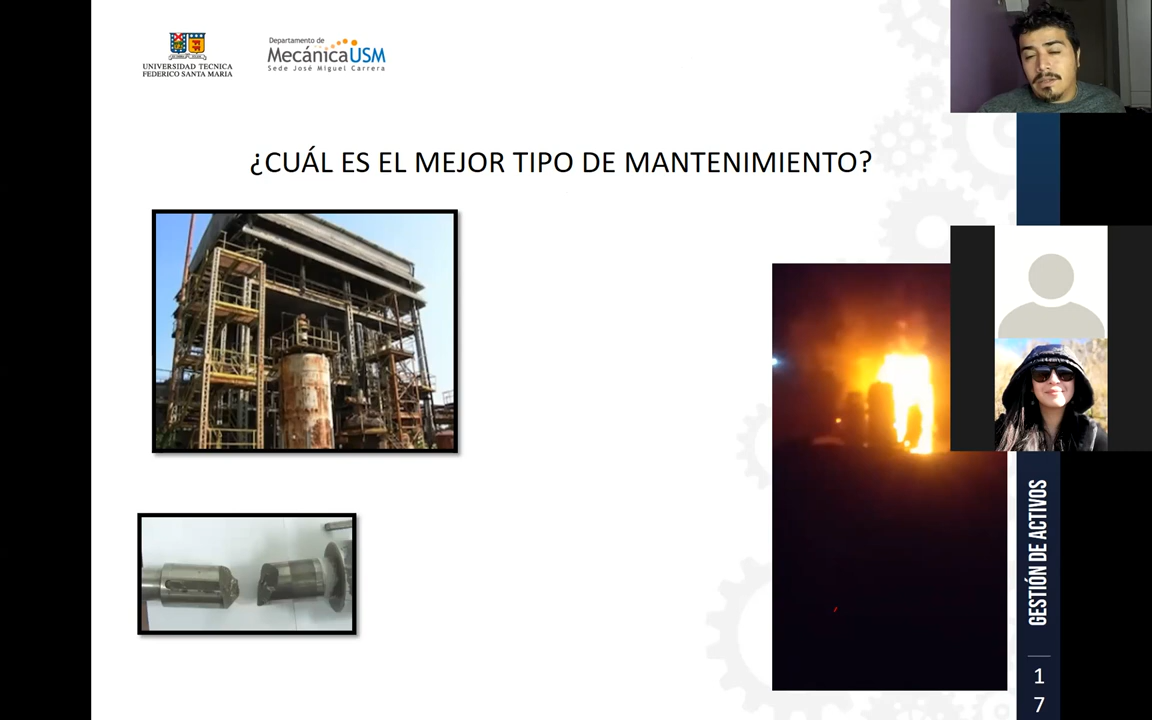 UNIVERSIDAD TECNICA
FEDERICO SANTA MARIA
Departamento de
MecánicaUSM
Sede José Miguel Carrera
¿CUÁL ES EL MEJOR TIPO DE MANTENIMIENTO?
GESTIÓN DE ACTIVOS
1
7